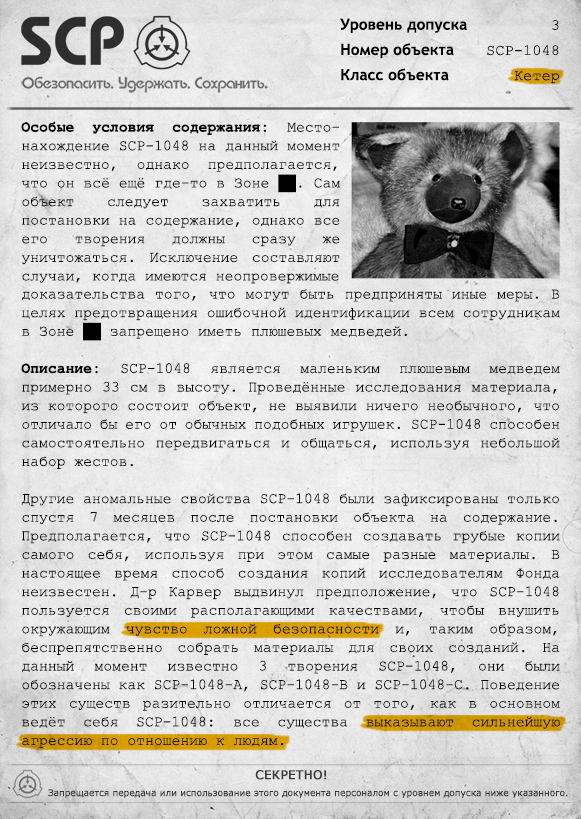 SCP
Обезопасить. Удержать. Сохранить.
Уровень допуска 3
Номер объекта SCP-1048
Класс объекта Кетер
Особые условия содержания: Место-
нахождение SCP-1048 на данный момент
неизвестно, однако предполагается,
что он всё ещё где-то в Зоне . Сам
объект следует захватить для
постановки на содержание, однако все
его творения должны сразу же
уничтожаться. Исключение составляют
случаи, когда имеются неопровержимые
доказательства того, что могут быть предприняты иные меры. В
целях предотвращения ошибочной идентификации всем сотрудникам
в Зоне запрещено иметь плюшевых медведей.
Описание: SCP-1048 является маленьким плюшевым медведем
примерно 33 см в высоту. Проведённые исследования материала,
из которого состоит объект, не выявили ничего необычного, что
отличало бы его от обычных подобных игрушек. SCP-1048 способен
самостоятельно передвигаться и общаться, используя небольшой
набор жестов.
Другие аномальные свойства SCP-1048 были зафиксированы только
спустя 7 месяцев после постановки объекта на содержание.
Предполагается, что SCP-1048 способен создавать грубые копии
самого себя, используя при этом самые разные материалы. В
настоящее время способ создания копий исследователям Фонда
неизвестен. Д-р Карвер выдвинул предположение, что SCP-1048
пользуется своими располагающими качествами, чтобы внушить
окружающим чувство ложной безопасности и, таким образом,
беспрепятственно собрать материалы для своих созданий. На
данный момент известно 3 творения SCP-1048, они были
обозначены как SCP-1048-A, SCP-1048-B и SCP-1048-C. Поведение
этих существ разительно отличается от того, как в основном
ведёт себя SCP-1048: все существа выказывают сильнейшую
агрессию по отношению к людям.
СЕКРЕТНО!
Запрещается передача или использование этого документа персоналом с уровнем допуска ниже указанного.